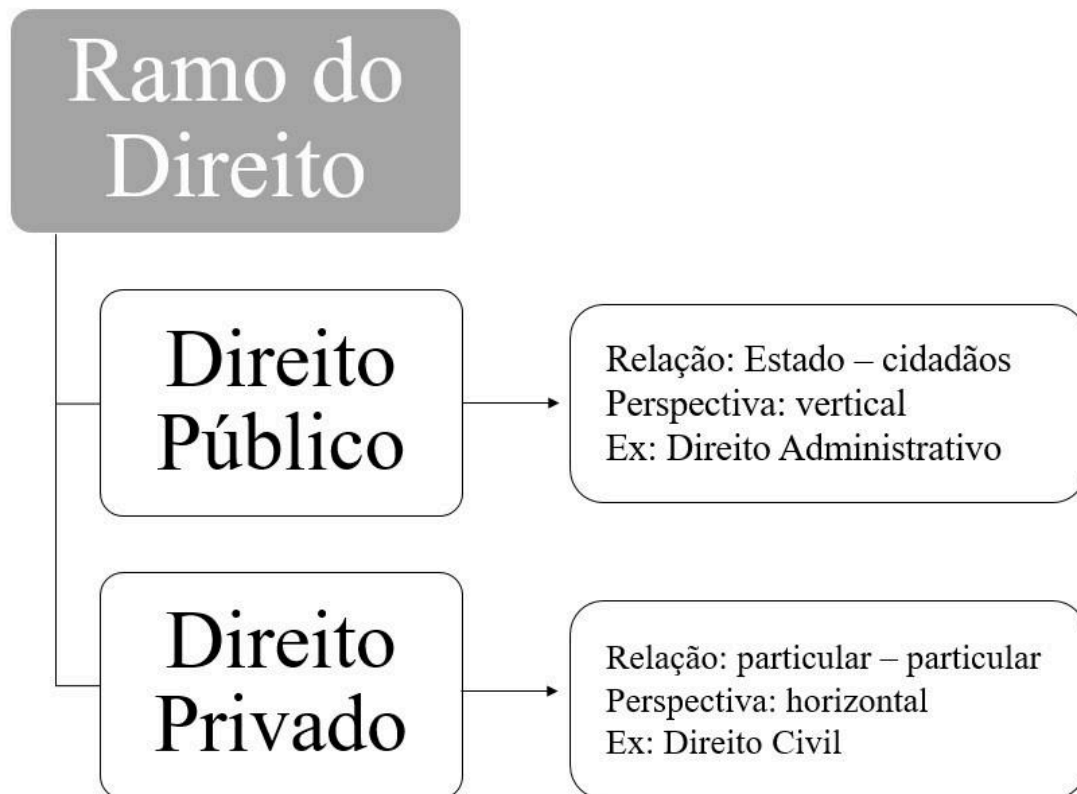 Ramo do
Direito
Direito
Público
Relação: Estado – cidadãos
Perspectiva: vertical
Ex: Direito Administrativo
Direito
Privado
Relação: particular – particular
Perspectiva: horizontal
Ex: Direito Civil